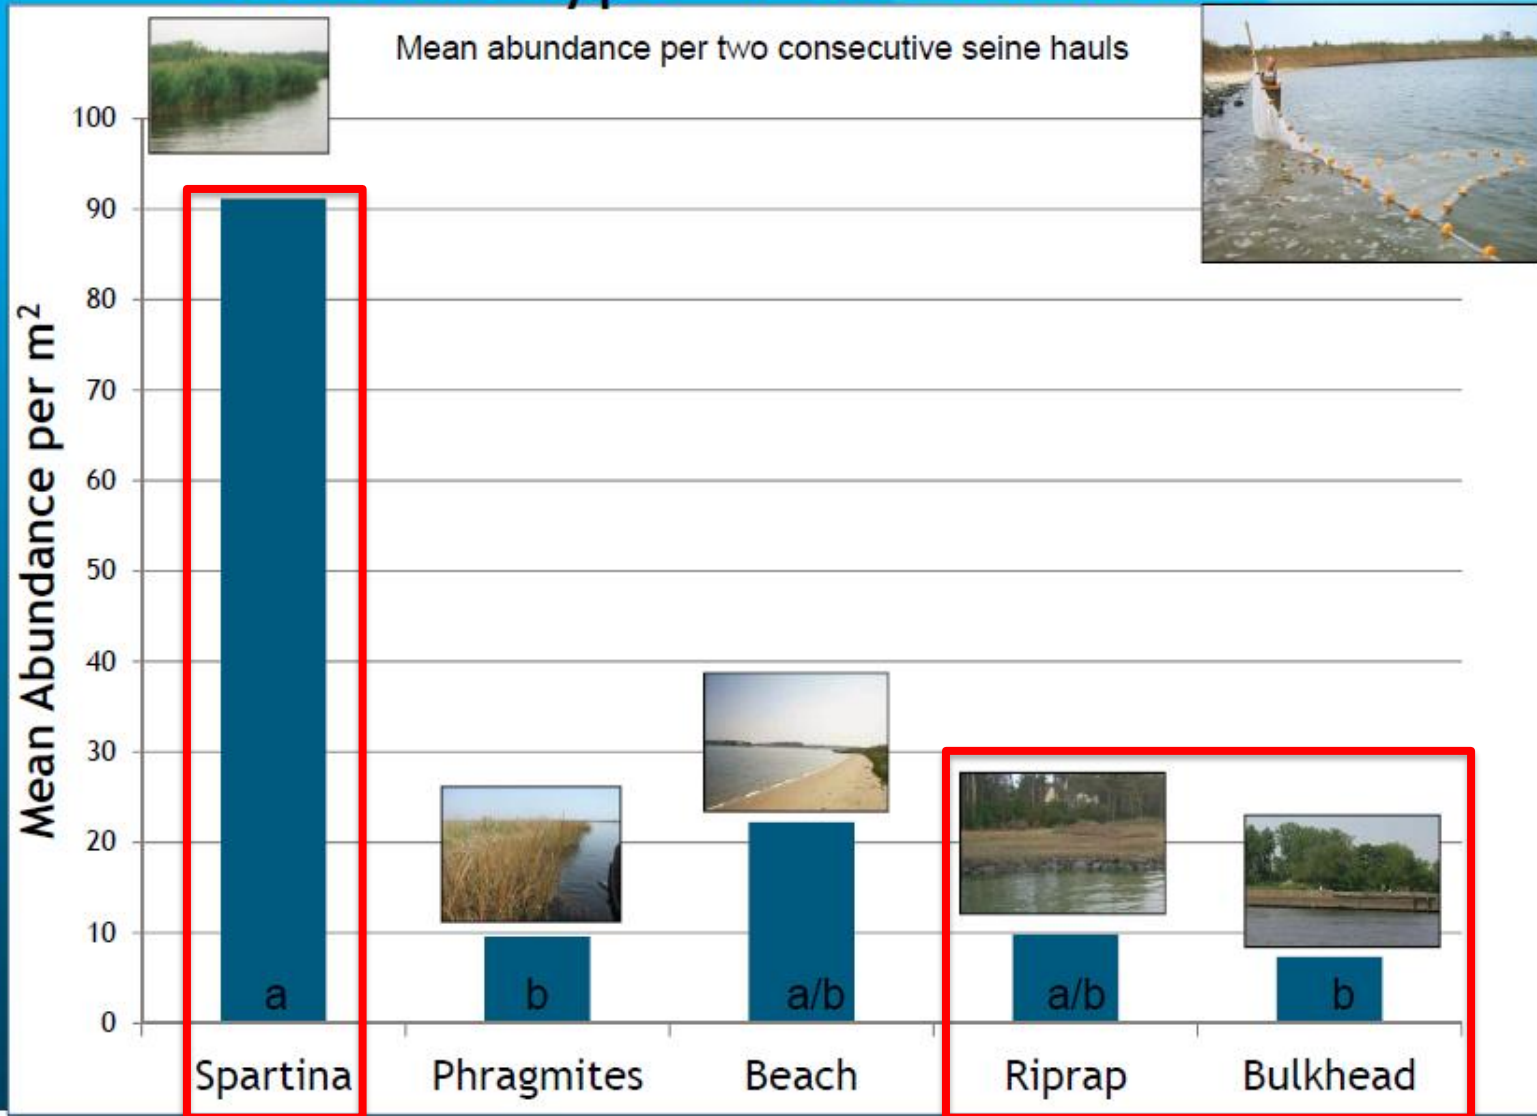 Mean abundance per two consecutive seine hauls
Mean Abundance per m²
100
90
80
70
60
50
40
30
20
10
0
a
b
a/b
a/b
b
Spartina
Phragmites
Beach
Riprap
Bulkhead